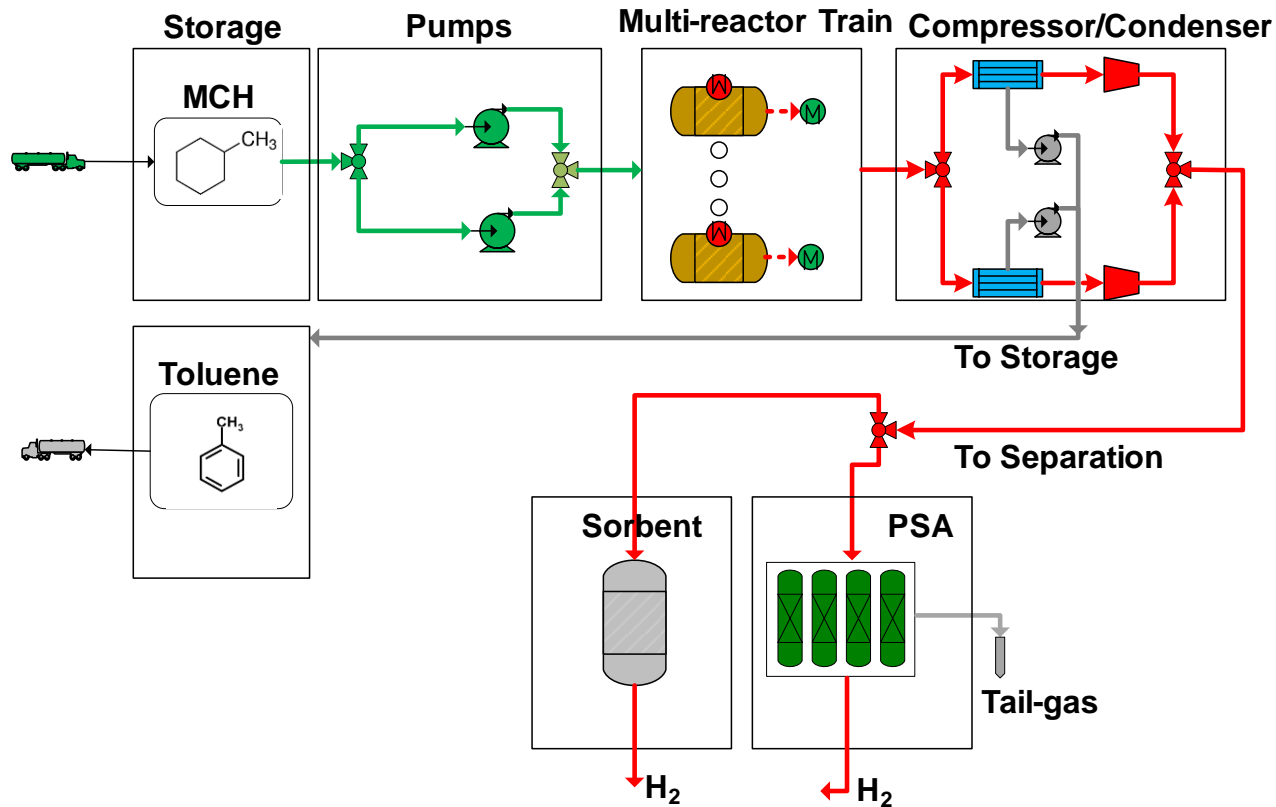 Storage
Pumps
Multi-reactor Train
Compressor/Condenser
MCH
CH₃
M
M
M
M
To Storage
Toluene
CH₃
To Separation
Sorbent
PSA
Tail-gas
H₂
H₂